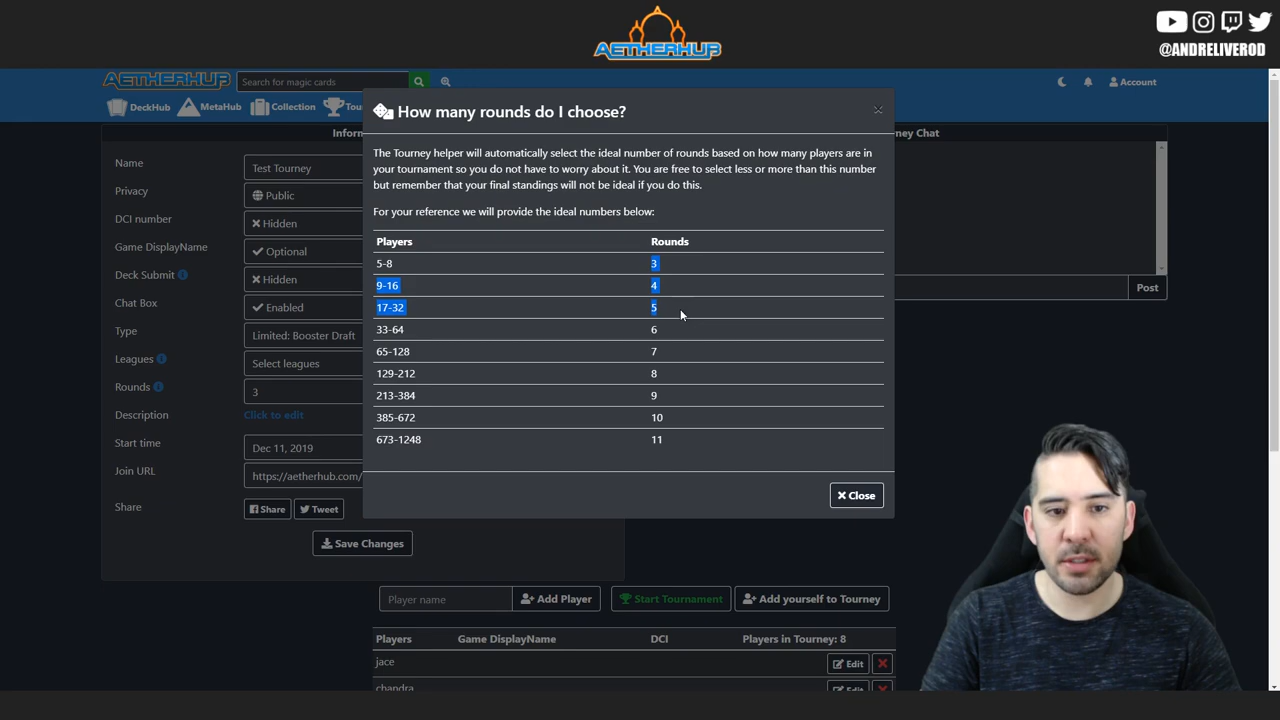 AETHERHUB
@ANDRELIVEROD
AETHERHUB
Search for magic cards
Account
DeckHub
MetaHub
Collection
Tou
How many rounds do I choose?
×
Inform
ney Chat
Name
Test Tourney
Privacy
Public
DCI number
Hidden
Game DisplayName
Optional
Deck Submit
Hidden
Chat Box
Enabled
Type
Limited: Booster Draft
Leagues
Select leagues
Rounds
3
Description
Click to edit
Start time
Dec 11, 2019
Join URL
https://aetherhub.com/
Share
Share
Tweet
Save Changes
The Tourney helper will automatically select the ideal number of rounds based on how many players are in
your tournament so you do not have to worry about it. You are free to select less or more than this number
but remember that your final standings will not be ideal if you do this.
For your reference we will provide the ideal numbers below:
Players Rounds
5-8 3
9-16 4
17-32 5
33-64 6
65-128 7
129-212 8
213-384 9
385-672 10
673-1248 11
Close
Post
Player name
Add Player
Start Tournament
Add yourself to Tourney
Players Game DisplayName DCI Players in Tourney: 8
jace
Edit
chandra
Edit